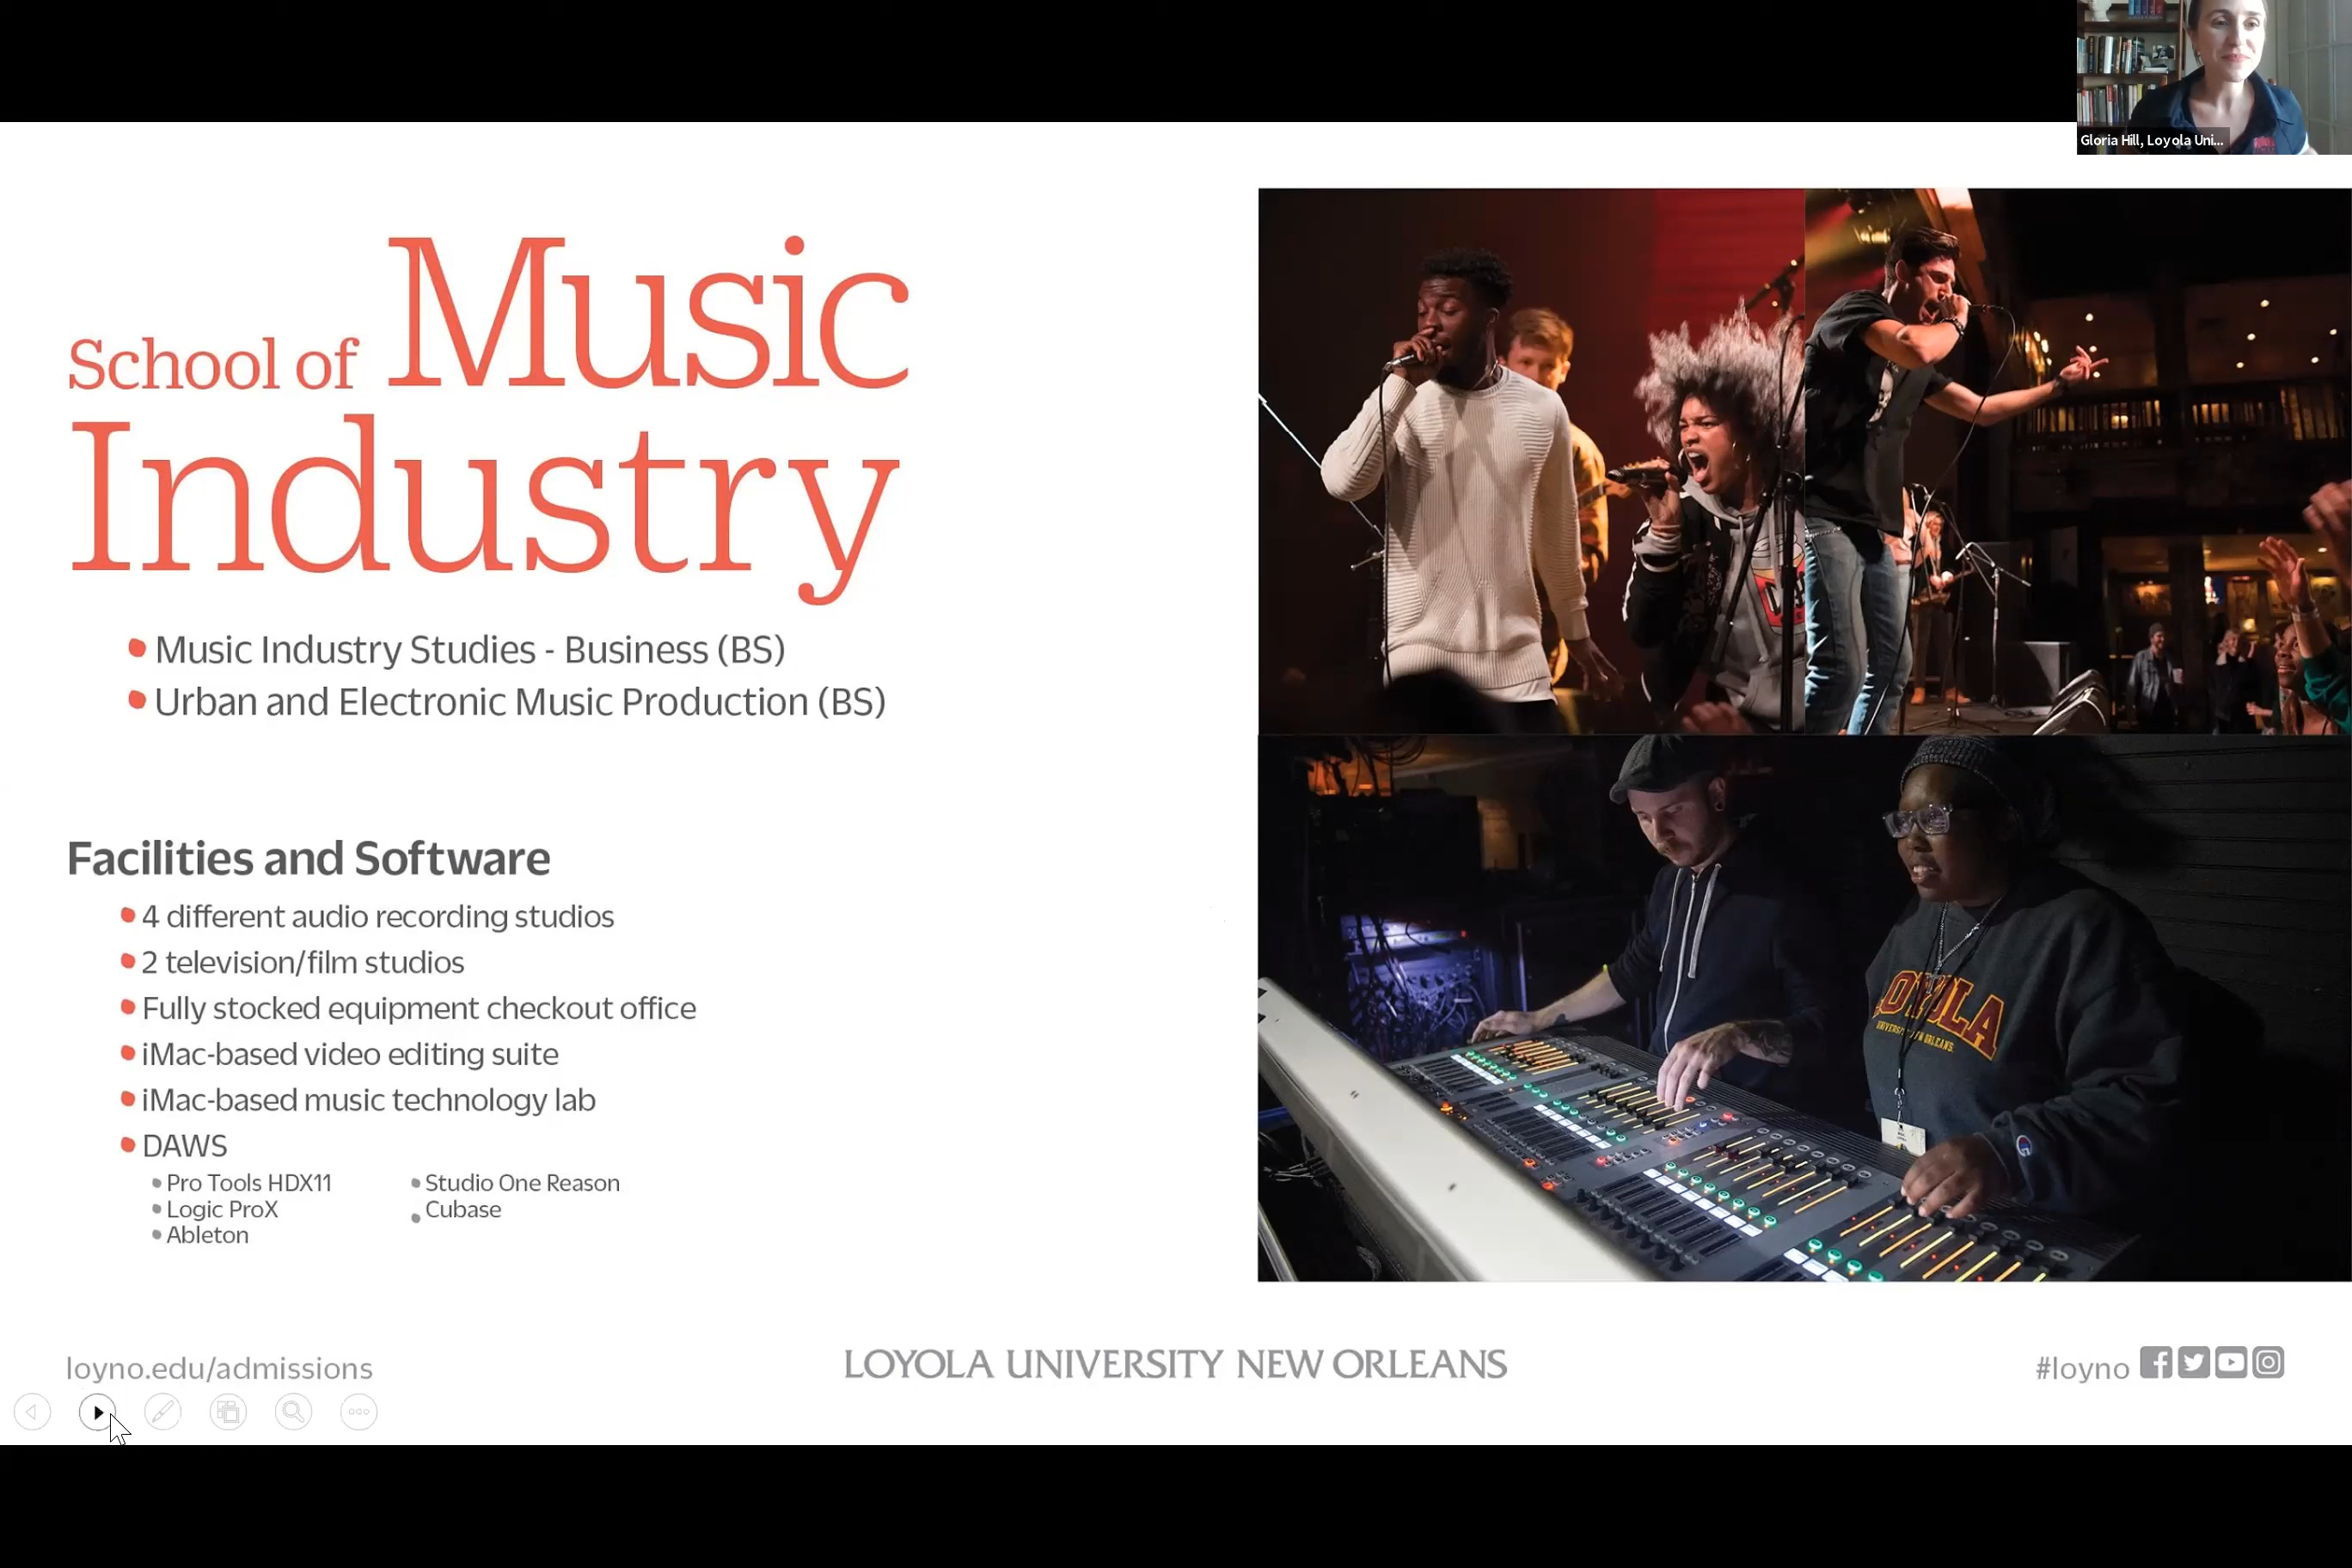 Gloria Hill, Loyola Uni...
School of Music
Industry
Music Industry Studies - Business (BS)
Urban and Electronic Music Production (BS)
Facilities and Software
4 different audio recording studios
2 television/film studios
Fully stocked equipment checkout office
iMac-based video editing suite
iMac-based music technology lab
DAWS
Pro Tools HDX11
Logic ProX
Ableton
Studio One Reason
Cubase
LOYOLA
UNIVERSITY NEW ORLEANS
loyno.edu/admissions
LOYOLA UNIVERSITY NEW ORLEANS
#loyno